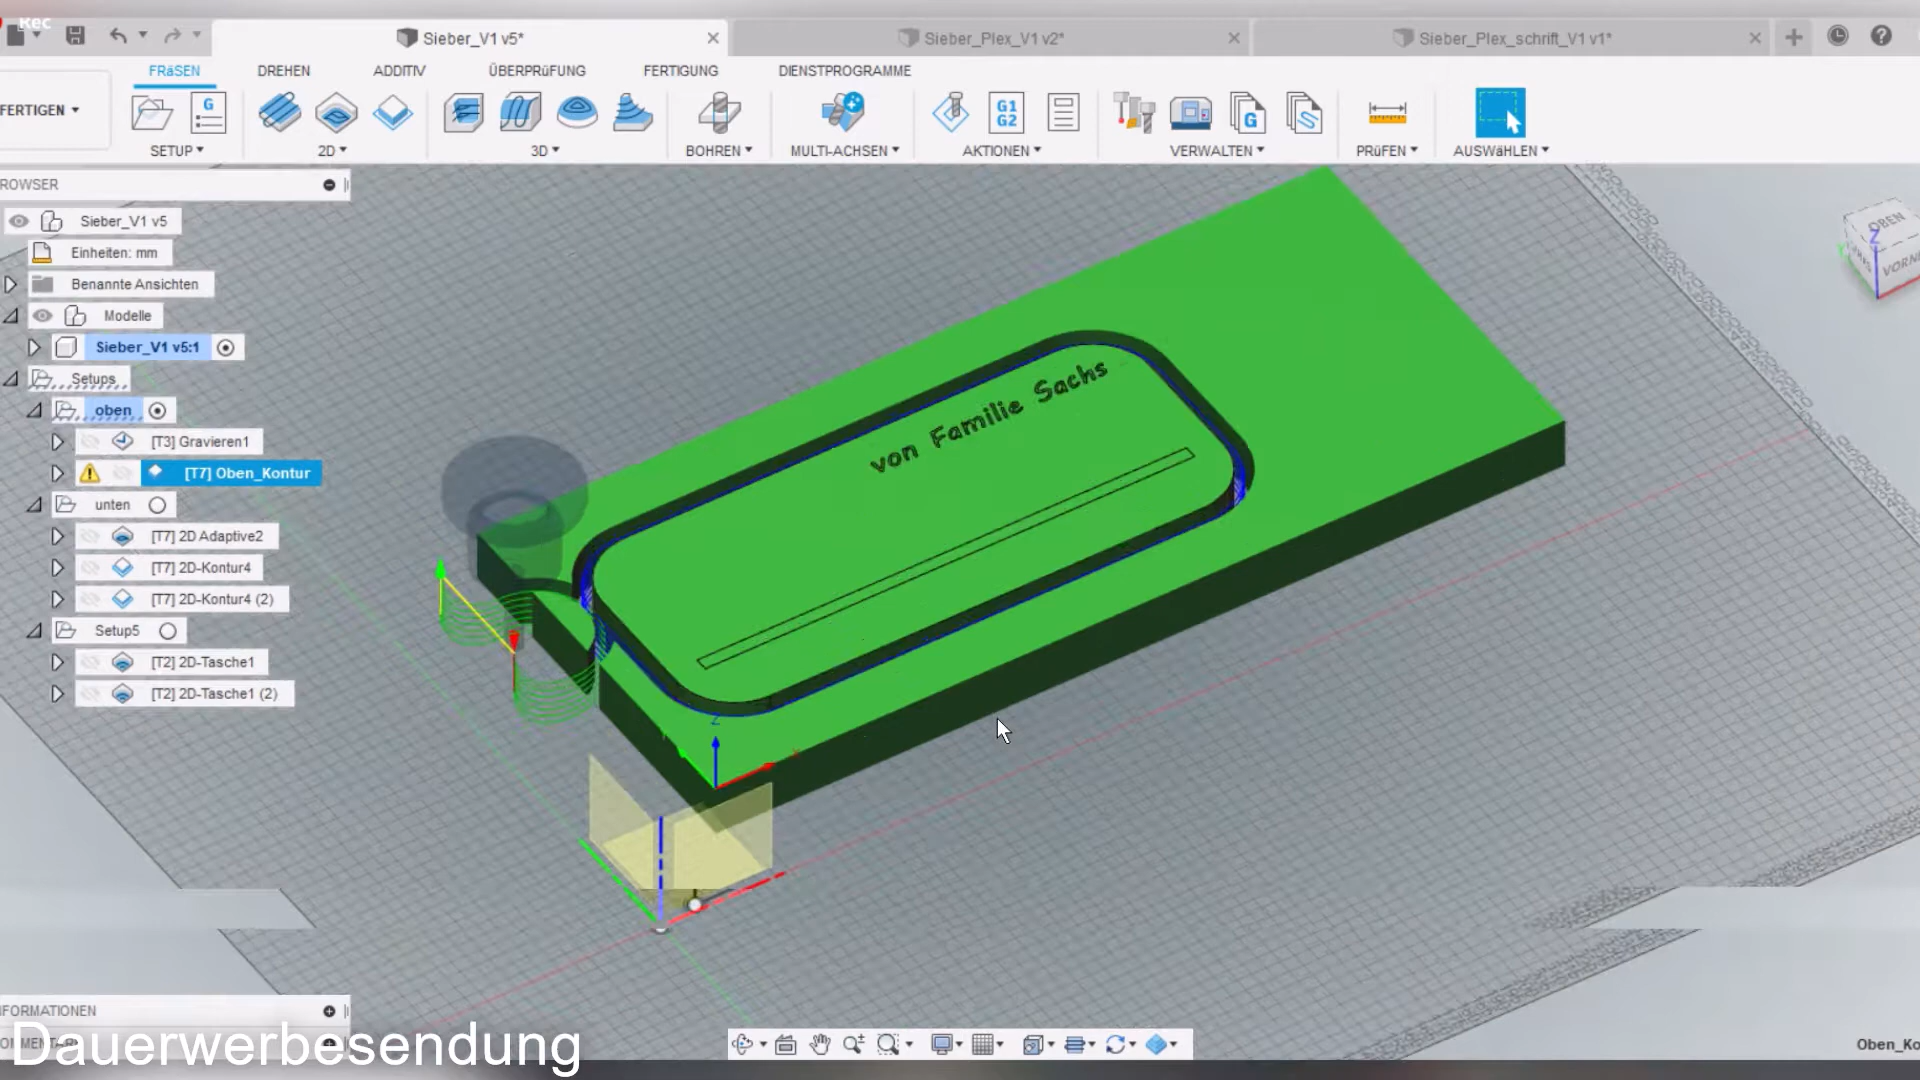 Rec
Sieber_V1 v5*
Sieber_Plex_V1 v2*
Sieber_Plex_schrift_V1 v1*
FRäSEN
DREHEN
ADDITIV
ÜBERPRüFUNG
FERTIGUNG
DIENSTPROGRAMME
FERTIGEN
G
G1
G2
G
SETUP
2D
3D
BOHREN
MULTI-ACHSEN
AKTIONEN
VERWALTEN
PRüFEN
AUSWäHLEN
ROWSER
Sieber_V1 v5
Einheiten: mm
Benannte Ansichten
Modelle
Sieber_V1 v5:1
Setups
oben
[T3] Gravieren1
[T7] Oben_Kontur
unten
[T7] 2D Adaptive2
[T7] 2D-Kontur4
[T7] 2D-Kontur4 (2)
Setup5
[T2] 2D-Tasche1
[T2] 2D-Tasche1 (2)
von Familie Sachs
Z
X
OBEN
Z
VORNE
NFORMATIONEN
Dauerwerbesendung
Oben_Ko